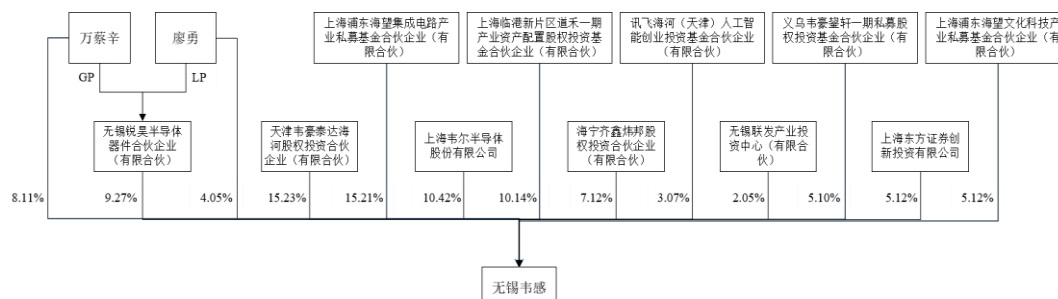 万蔡辛
廖勇
上海浦东海望集成电路产
业私募基金合伙企业（有
限合伙）
上海临港新片区道禾一期
产业资产配置股权投资基
金合伙企业（有限合伙）
讯飞海河（天津）人工智
能创业投资基金合伙企业
（有限合伙）
义乌韦豪鋆轩一期私募股
权投资基金合伙企业（有
限合伙）
上海浦东海望文化科技产
业私募基金合伙企业（有
限合伙）
GP
LP
无锡锐昊半导体
器件合伙企业
（有限合伙）
天津韦豪泰达海
河股权投资合伙
企业（有限合伙）
上海韦尔半导体
股份有限公司
海宁齐鑫炜邦股
权投资合伙企业
（有限合伙）
无锡联发产业投
资中心（有限合
伙）
上海东方证券创
新投资有限公司
8.11%
9.27%
4.05%
15.23%
15.21%
10.42%
10.14%
7.12%
3.07%
2.05%
5.10%
5.12%
5.12%
无锡韦感